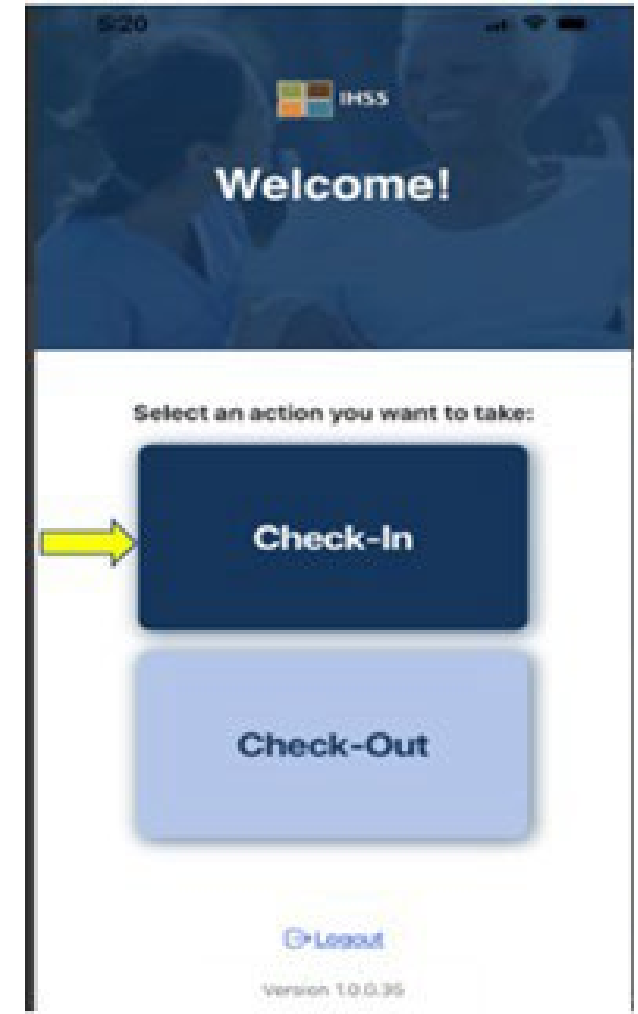 5:20
IHSS
Welcome!
Select an action you want to take:
Check-In
Check-Out
Logout
Version 1.0.0.35